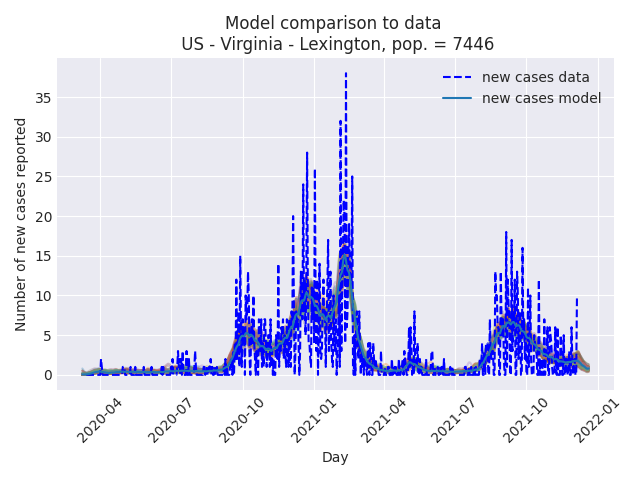 Model comparison to data
US - Virginia - Lexington, pop. = 7446
new cases data
new cases model
Number of new cases reported
35
30
25
20
15
10
5
0
2020-04
2020-07
2020-10
2021-01
2021-04
2021-07
2021-10
2022-01
Day